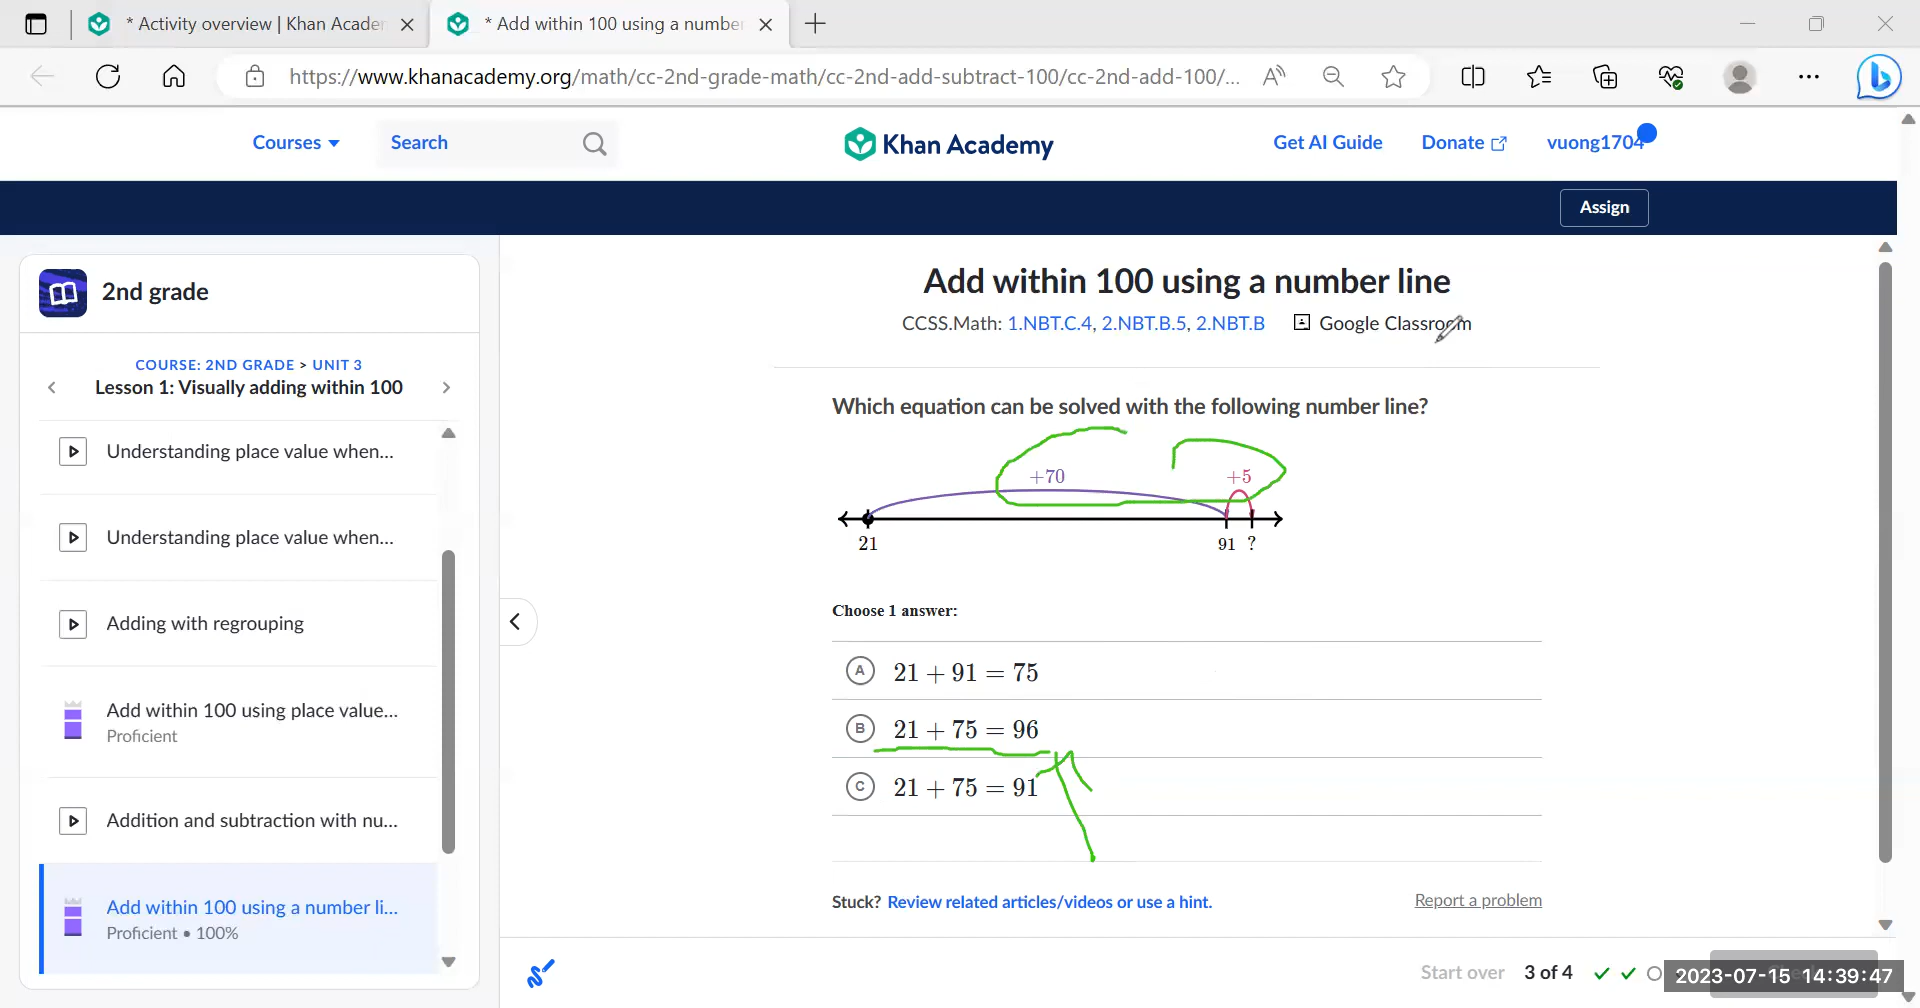 * Activity overview | Khan Acade
* Add within 100 using a number
https://www.khanacademy.org/math/cc-2nd-grade-math/cc-2nd-add-subtract-100/cc-2nd-add-100/...
Courses
Search
Khan Academy
Get AI Guide
Donate
vuong1704
Assign
2nd grade
COURSE: 2ND GRADE > UNIT 3
Lesson 1: Visually adding within 100
Understanding place value when...
Understanding place value when...
Adding with regrouping
Add within 100 using place value...
Proficient
Addition and subtraction with nu...
Add within 100 using a number li...
Proficient • 100%
Add within 100 using a number line
CCSS.Math: 1.NBT.C.4, 2.NBT.B.5, 2.NBT.B
Google Classroom
Which equation can be solved with the following number line?
+70 +5
21 91 ?
Choose 1 answer:
A 21 + 91 = 75
B 21 + 75 = 96
C 21 + 75 = 91
Stuck? Review related articles/videos or use a hint.
Report a problem
Start over 3 of 4
2023-07-15 14:39:47